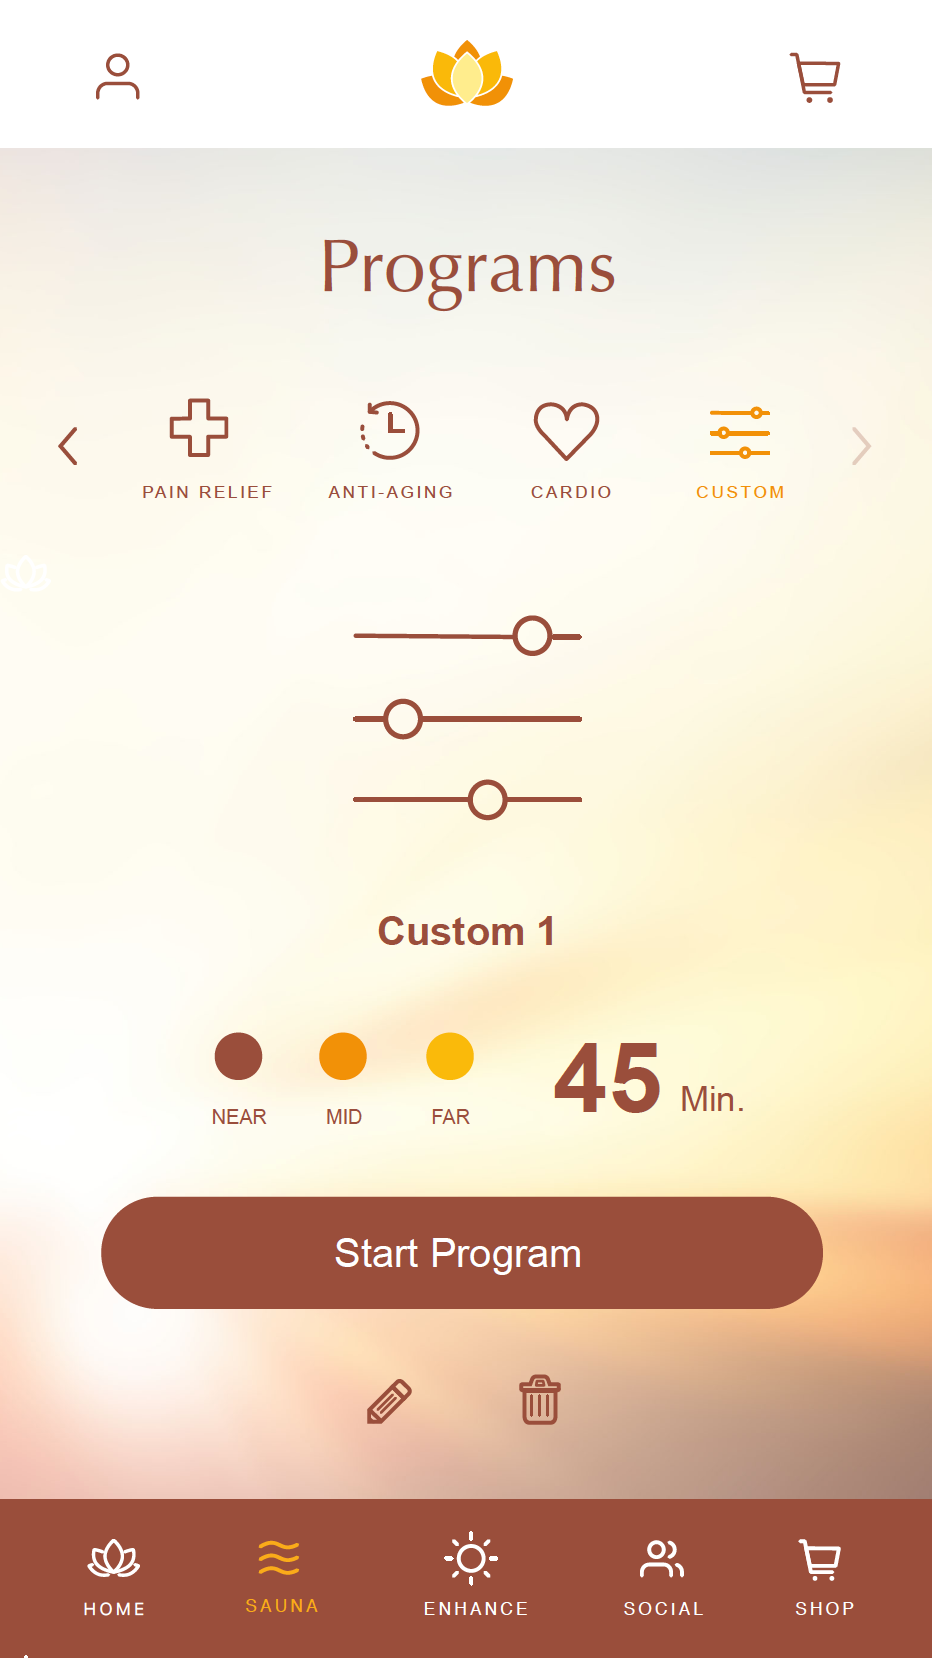 Programs
PAIN RELIEF
ANTI-AGING
CARDIO
CUSTOM
Custom 1
NEAR
MID
FAR
45 Min.
Start Program
HOME
SAUNA
ENHANCE
SOCIAL
SHOP